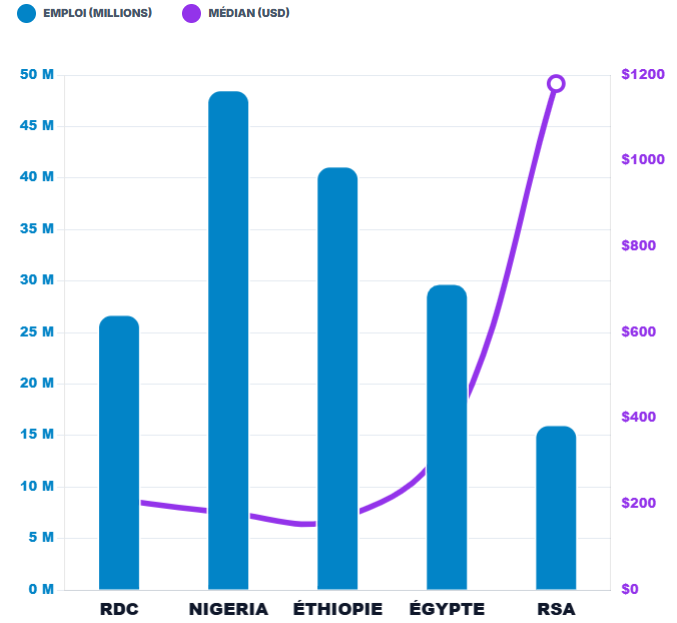 EMPLOI (MILLIONS) MÉDIAN (USD)
50 M $1200
45 M
40 M $1000
35 M $800
30 M
25 M $600
20 M
15 M $400
10 M $200
5 M
0 M $0
RDC NIGERIA ÉTHIOPIE ÉGYPTE RSA